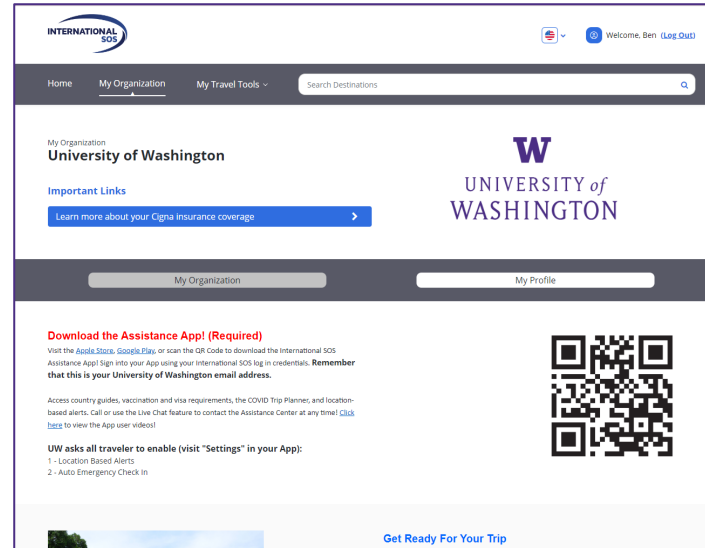 INTERNATIONAL
SOS
Welcome, Ben (Log Out)
Home My Organization My Travel Tools Search Destinations
My Organization
University of Washington
Important Links
Learn more about your Cigna insurance coverage
W
UNIVERSITY of
WASHINGTON
My Organization My Profile
Download the Assistance App! (Required)
Visit the Apple Store, Google Play, or scan the QR Code to download the International SOS
Assistance App! Sign into your App using your International SOS log in credentials. Remember
that this is your University of Washington email address.
Access country guides, vaccination and visa requirements, the COVID Trip Planner, and location-
based alerts. Call or use the Live Chat feature to contact the Assistance Center at any time! Click
here to view the App user videos!
UW asks all traveler to enable (visit "Settings" in your App):
1 - Location Based Alerts
2 - Auto Emergency Check In
Get Ready For Your Trip